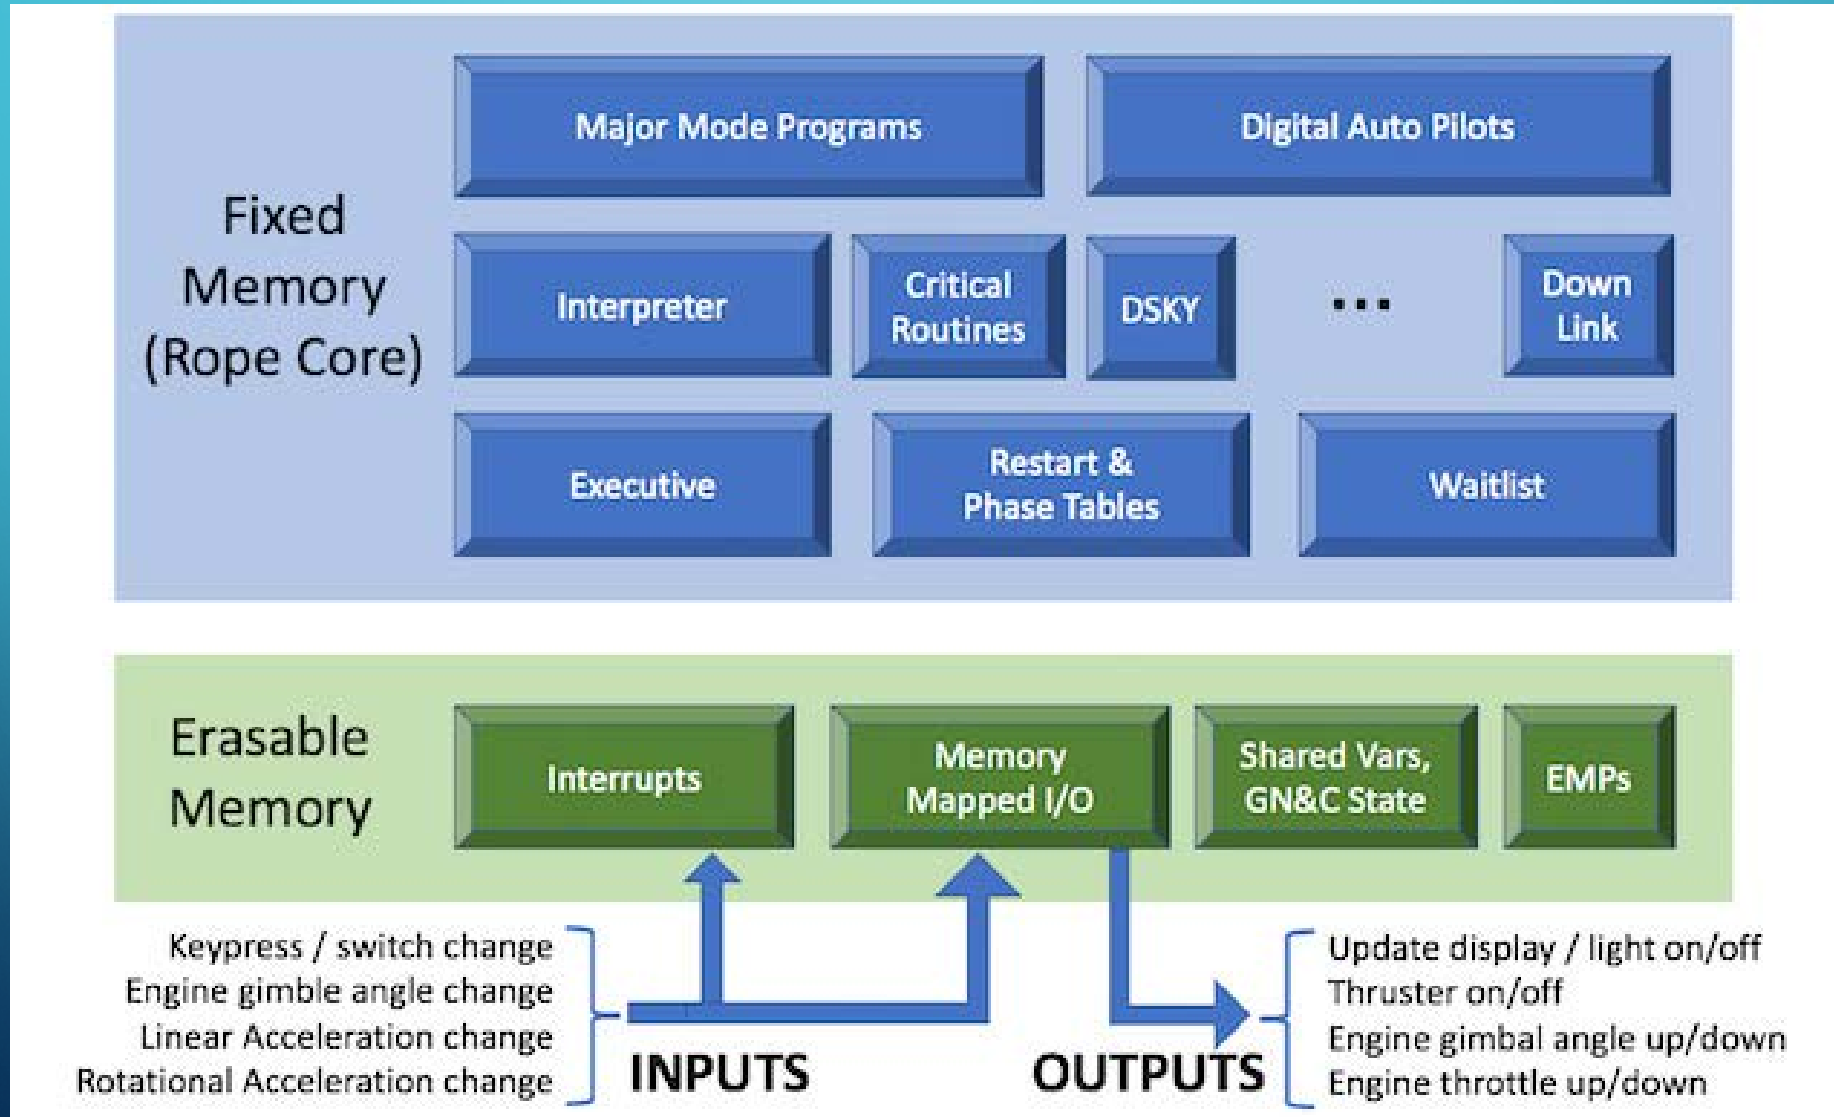 Fixed
Memory
(Rope Core)
Major Mode Programs
Digital Auto Pilots
Interpreter
Critical
Routines
DSKY
...
Down
Link
Executive
Restart &
Phase Tables
Waitlist
Erasable
Memory
Interrupts
Memory
Mapped I/O
Shared Vars,
GN&C State
EMPs
Keypress / switch change
Engine gimble angle change
Linear Acceleration change
Rotational Acceleration change
INPUTS
OUTPUTS
Update display / light on/off
Thruster on/off
Engine gimbal angle up/down
Engine throttle up/down